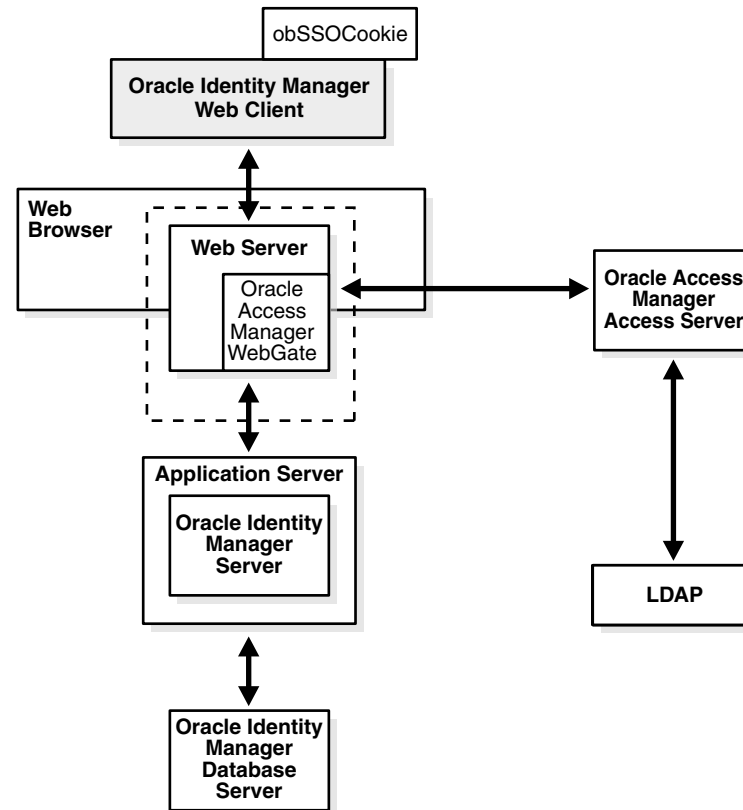 obSSOCookie
Oracle Identity Manager
Web Client
Web
Browser
Web Server
Oracle
Access
Manager
WebGate
Oracle Access
Manager
Access Server
Application Server
Oracle Identity
Manager
Server
LDAP
Oracle Identity
Manager
Database
Server